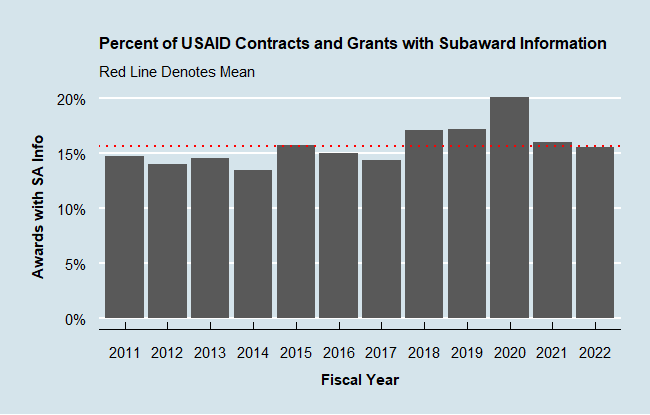 Percent of USAID Contracts and Grants with Subaward Information
Red Line Denotes Mean
Awards with SA Info
20%
15%
10%
5%
0%
2011 2012 2013 2014 2015 2016 2017 2018 2019 2020 2021 2022
Fiscal Year